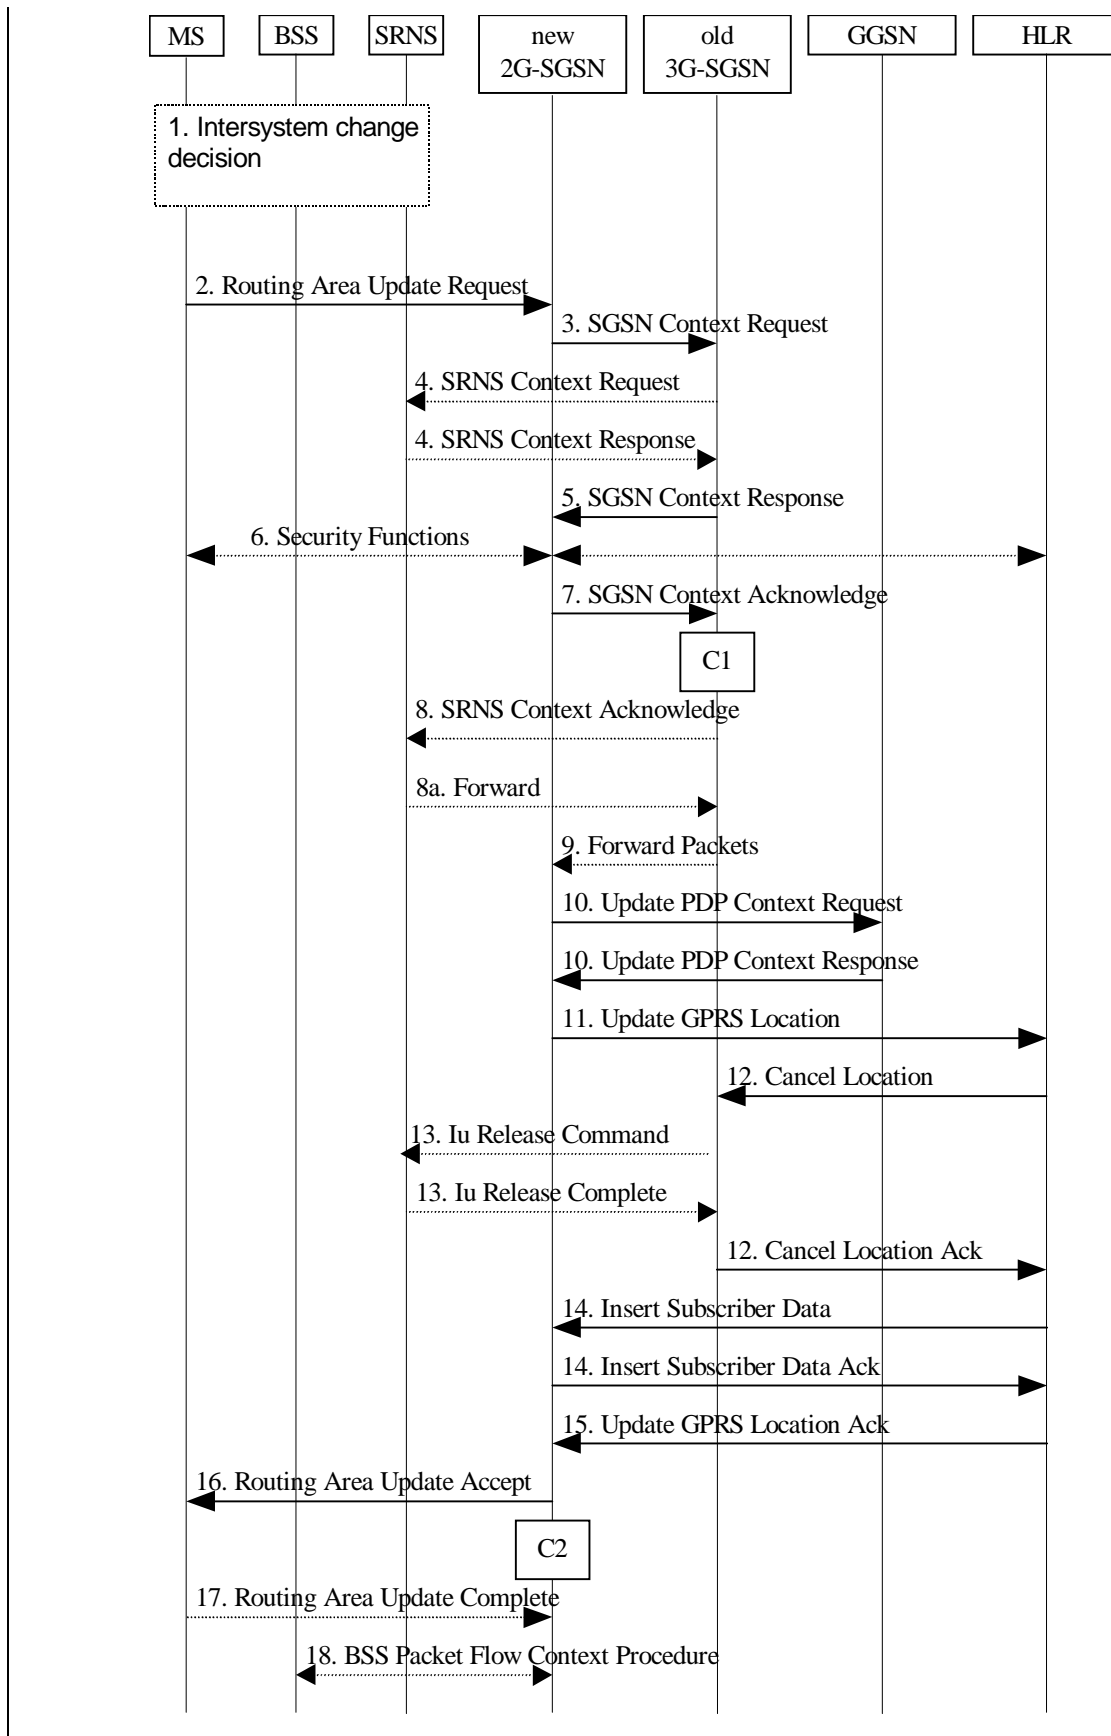 MS
BSS
SRNS
new
2G-SGSN
old
3G-SGSN
GGSN
HLR
1. Intersystem change
decision
2. Routing Area Update Request
3. SGSN Context Request
4. SRNS Context Request
4. SRNS Context Response
5. SGSN Context Response
6. Security Functions
7. SGSN Context Acknowledge
C1
8. SRNS Context Acknowledge
8a. Forward
9. Forward Packets
10. Update PDP Context Request
10. Update PDP Context Response
11. Update GPRS Location
12. Cancel Location
13. Iu Release Command
13. Iu Release Complete
12. Cancel Location Ack
14. Insert Subscriber Data
14. Insert Subscriber Data Ack
15. Update GPRS Location Ack
16. Routing Area Update Accept
C2
17. Routing Area Update Complete
18. BSS Packet Flow Context Procedure